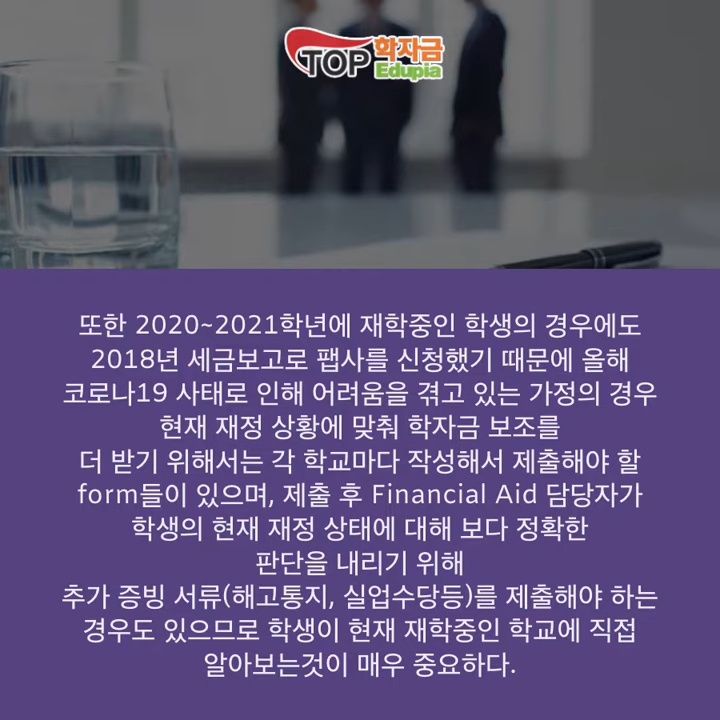 TOP 학자금
Edupia
또한 2020~2021학년에 재학중인 학생의 경우에도
2018년 세금보고로 팹사를 신청했기 때문에 올해
코로나19 사태로 인해 어려움을 겪고 있는 가정의 경우
현재 재정 상황에 맞춰 학자금 보조를
더 받기 위해서는 각 학교마다 작성해서 제출해야 할
form들이 있으며, 제출 후 Financial Aid 담당자가
학생의 현재 재정 상태에 대해 보다 정확한
판단을 내리기 위해
추가 증빙 서류(해고통지, 실업수당등)를 제출해야 하는
경우도 있으므로 학생이 현재 재학중인 학교에 직접
알아보는것이 매우 중요하다.